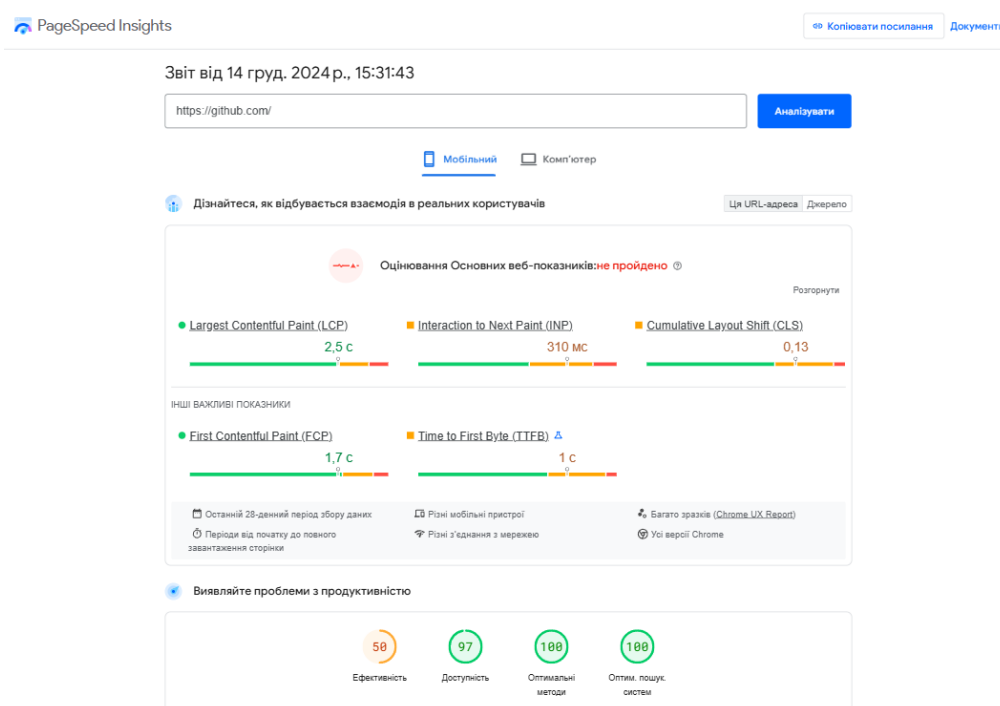 PageSpeed Insights
Копіювати посилання
Документ
Звіт від 14 груд. 2024 р., 15:31:43
https://github.com/
Аналізувати
Мобільний
Комп'ютер
Дізнайтеся, як відбувається взаємодія в реальних користувачів
Ця URL-адреса Джерело
Оцінювання Основних веб-показників:не пройдено
Розгорнути
Largest Contentful Paint (LCP)
2,5 с
Interaction to Next Paint (INP)
310 мс
Cumulative Layout Shift (CLS)
0,13
ІНШІ ВАЖЛИВІ ПОКАЗНИКИ
First Contentful Paint (FCP)
1,7 с
Time to First Byte (TTFB)
1 с
Останній 28-денний період збору даних
Різні мобільні пристрої
Багато зразків (Chrome UX Report)
Періоди від початку до повного
завантаження сторінки
Різні з'єднання з мережею
Усі версії Chrome
Виявляйте проблеми з продуктивністю
50
Ефективність
97
Доступність
100
Оптимальні
методи
100
Оптим. пошук.
систем